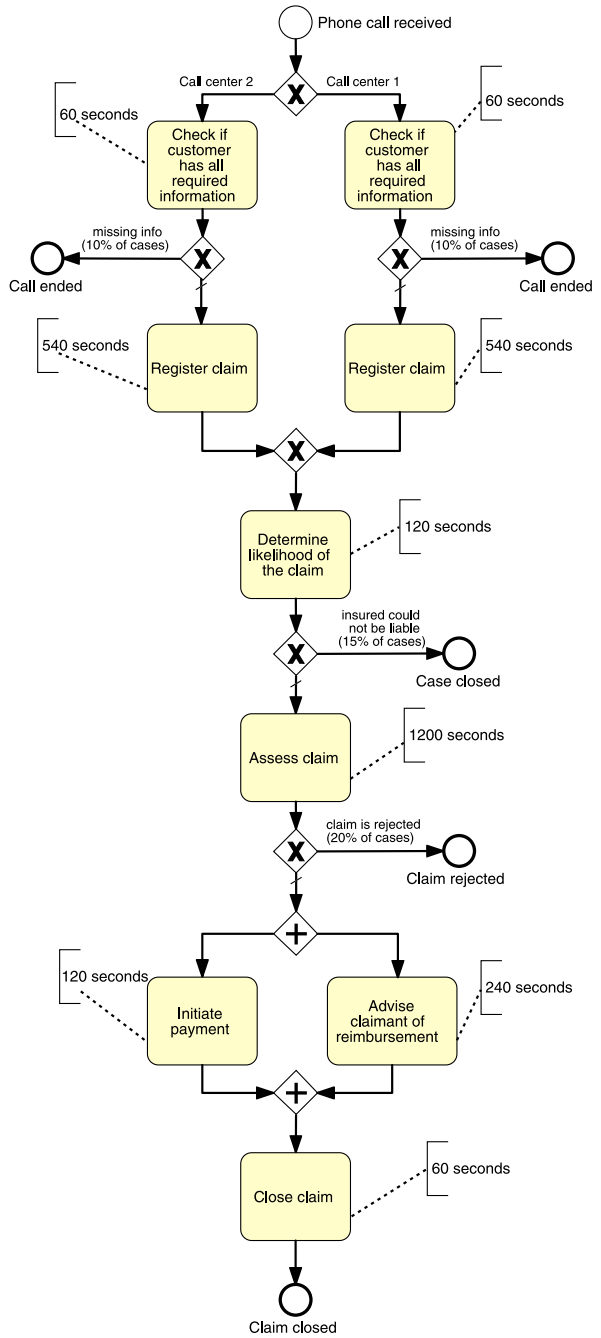 Phone call received
Call center 2
Call center 1
60 seconds
60 seconds
Check if
customer
has all
required
information
Check if
customer
has all
required
information
missing info
(10% of cases)
missing info
(10% of cases)
X
X
X
Call ended
Call ended
540 seconds
540 seconds
Register claim
Register claim
X
120 seconds
Determine
likelihood of
the claim
insured could
not be liable
(15% of cases)
X
Case closed
1200 seconds
Assess claim
claim is rejected
(20% of cases)
X
Claim rejected
+
120 seconds
240 seconds
Initiate
payment
Advise
claimant of
reimbursement
+
60 seconds
Close claim
Claim closed